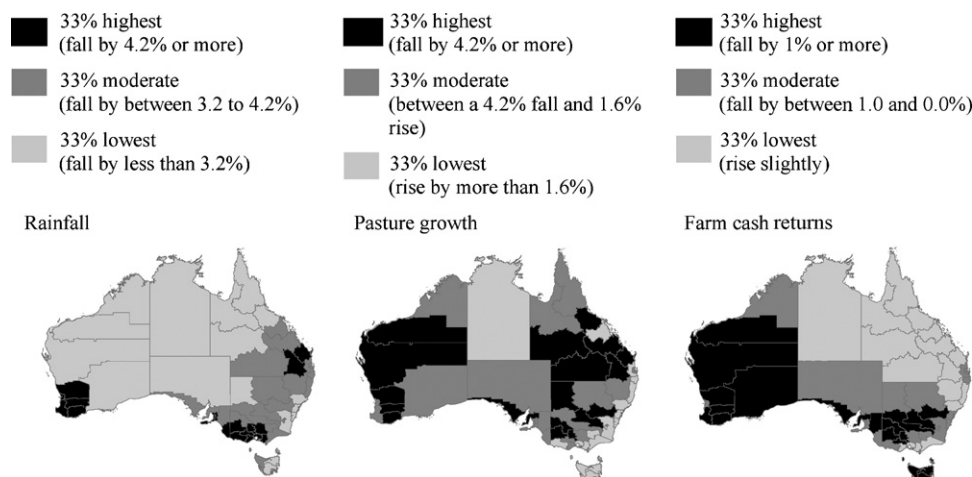 33% highest
(fall by 4.2% or more)
33% moderate
(fall by between 3.2 to 4.2%)
33% lowest
(fall by less than 3.2%)
Rainfall
33% highest
(fall by 4.2% or more)
33% moderate
(between a 4.2% fall and 1.6%
rise)
33% lowest
(rise by more than 1.6%)
Pasture growth
33% highest
(fall by 1% or more)
33% moderate
(fall by between 1.0 and 0.0%)
33% lowest
(rise slightly)
Farm cash returns